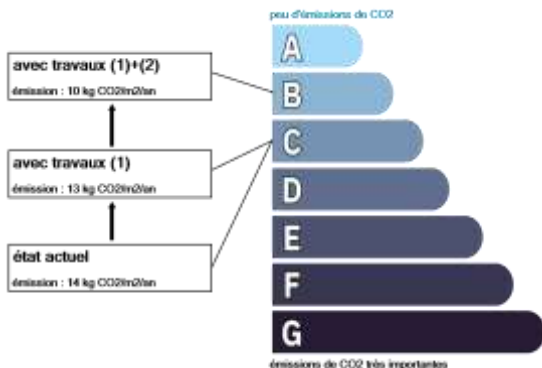 peu d'émissions de CO2
avec travaux (1)+(2)
émission : 10 kg CO2/m2/an
avec travaux (1)
émission : 13 kg CO2/m2/an
état actuel
émission : 14 kg CO2/m2/an
A
B
C
D
E
F
G
émissions de CO2 très importantes